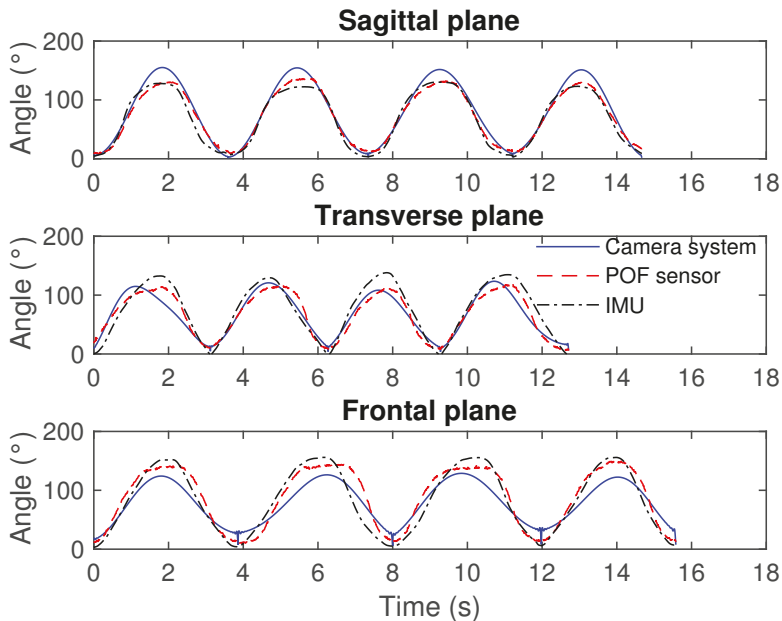 Sagittal plane
Angle (°)
200
100
0
0 2 4 6 8 10 12 14 16 18
Transverse plane
Angle (°)
200
100
0
Camera system
POF sensor
IMU
0 2 4 6 8 10 12 14 16 18
Frontal plane
Angle (°)
200
100
0
0 2 4 6 8 10 12 14 16 18
Time (s)